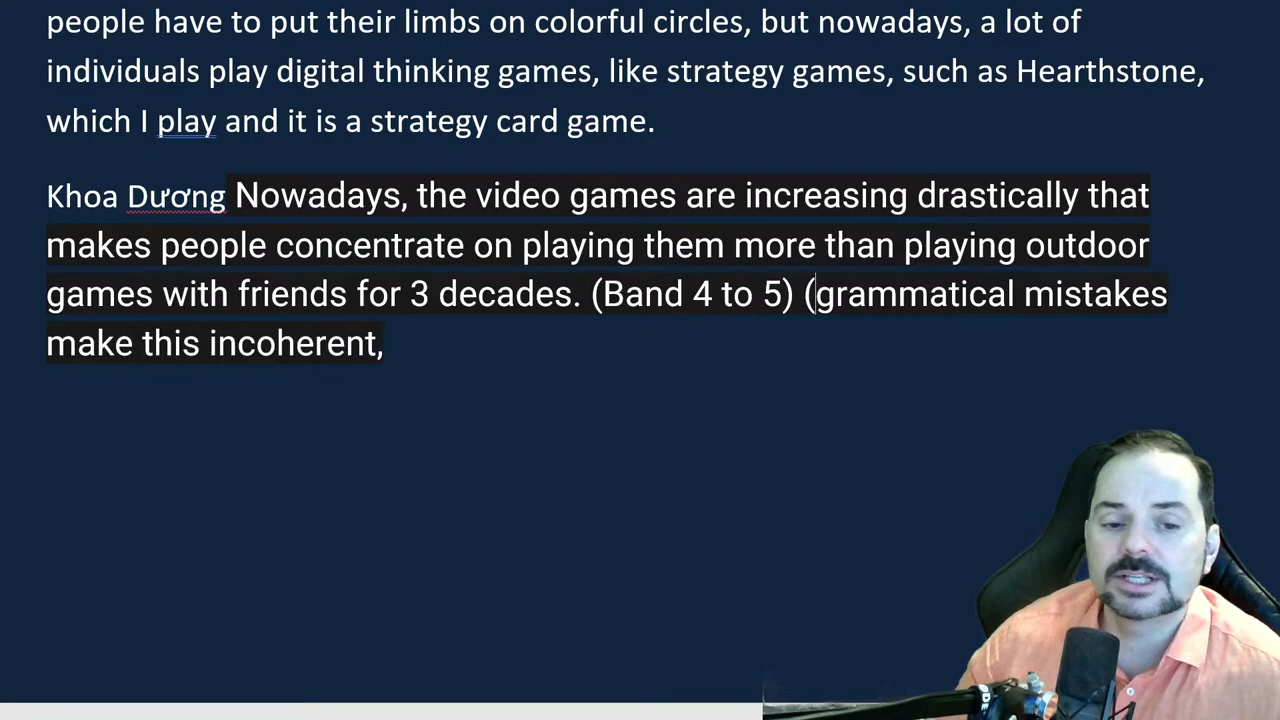 people have to put their limbs on colorful circles, but nowadays, a lot of
individuals play digital thinking games, like strategy games, such as Hearthstone,
which I play and it is a strategy card game.
Khoa Dương Nowadays, the video games are increasing drastically that
makes people concentrate on playing them more than playing outdoor
games with friends for 3 decades. (Band 4 to 5) (grammatical mistakes
make this incoherent,